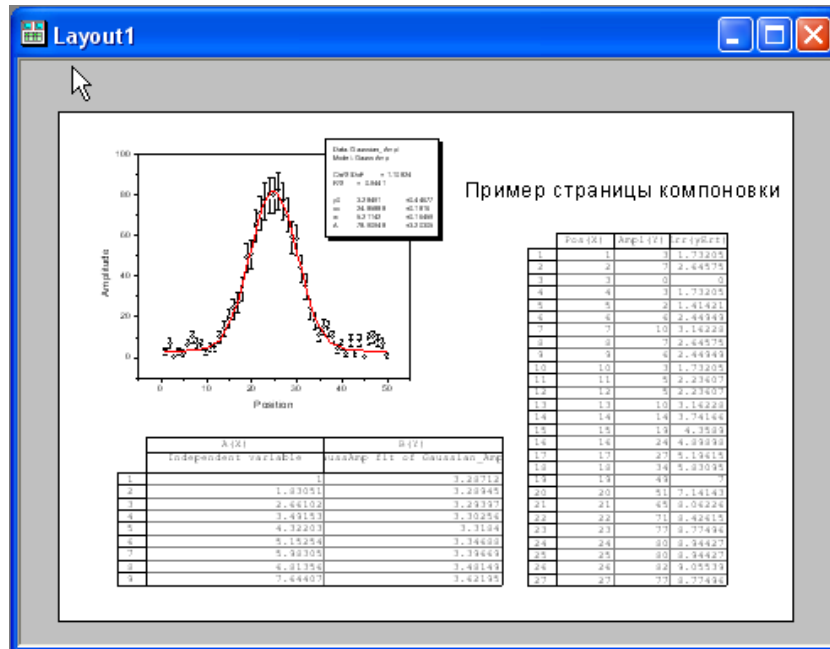 Layout1
Пример страницы компоновки
100
80
60
40
20
0
Amplitude
0 10 20 30 40 50
Position
Data: Gaussian_Ampl
A(X) B(Y)
Independent variable ussAmp fit of Gaussian_Amp
1 1 3.28712
2 1.83051 3.28945
3 2.66102 3.29397
4 3.49153 3.30256
5 4.32203 3.3184
6 5.15254 3.34688
7 5.98305 3.39669
8 6.81356 3.48149
9 7.64407 3.62195
Pos(X) Ampl(Y)
1 1 3 1.73205
2 2 7 2.64575
3 3 0 0
4 4 3 1.73205
5 5 2 1.41421
6 6 6 2.44949
7 7 10 3.16228
8 8 7 2.64575
9 9 6 2.44949
10 10 3 1.73205
11 11 5 2.23607
12 12 5 2.23607
13 13 10 3.16228
14 14 14 3.74166
15 15 19 4.3589
16 16 24 4.89898
17 17 27 5.19615
18 18 34 5.83095
19 19 49 7
20 20 51 7.14143
21 21 65 8.06226
22 22 71 8.42615
23 23 77 8.77496
24 24 80 8.94427
25 25 80 8.94427
26 26 82 9.05539
27 27 77 8.77496